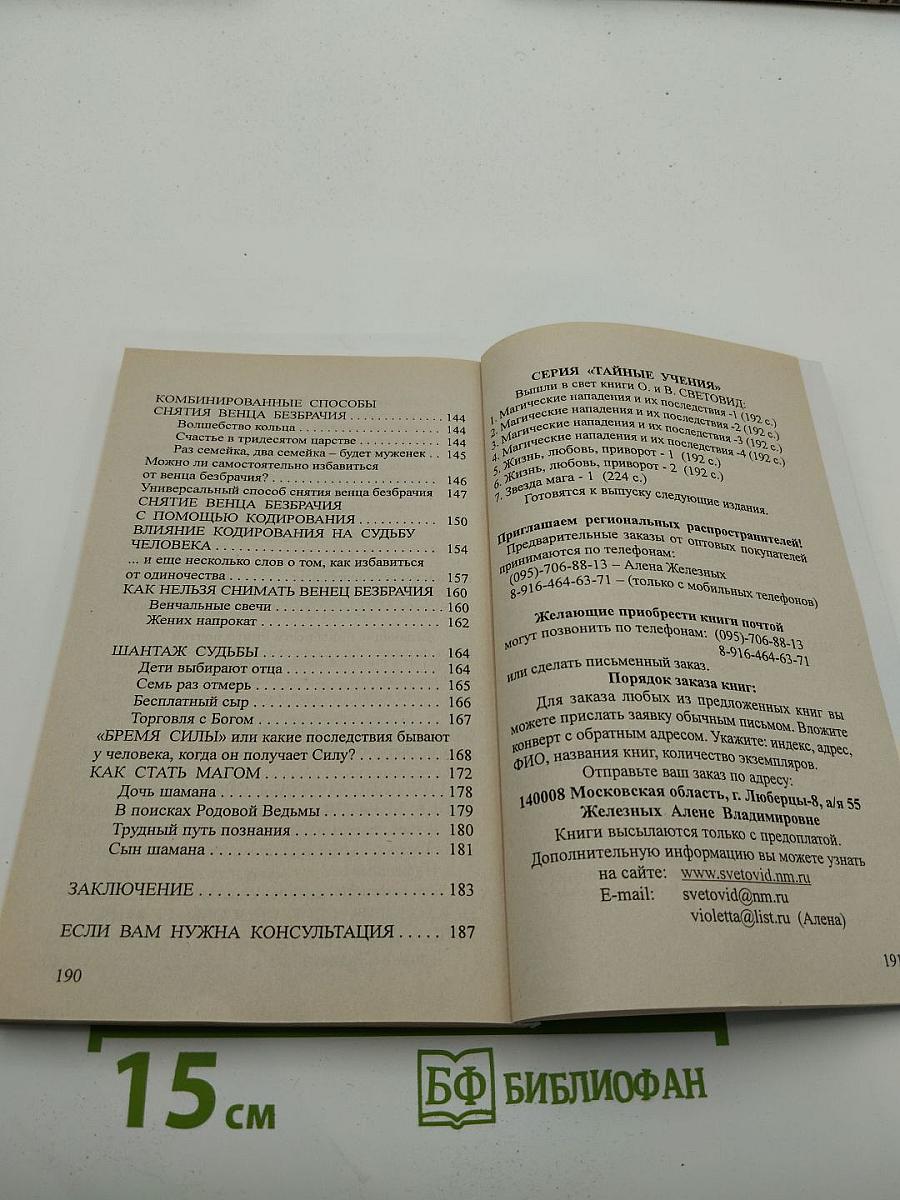 КОМБИНИРОВАННЫЕ СПОСОБЫ
СНЯТИЯ ВЕНЦА БЕЗБРАЧИЯ . . . . . . . . . . . . . 144
Волшебство кольца . . . . . . . . . . . . . . . . . . . 144
Счастье в тридесятом царстве . . . . . . . . . . . 144
Раз семейка, два семейка – будет муженек . . 145
Можно ли самостоятельно избавиться
от венца безбрачия? . . . . . . . . . . . . . . . . . . . 146
Универсальный способ снятия венца безбрачия 147
СНЯТИЕ ВЕНЦА БЕЗБРАЧИЯ
С ПОМОЩЬЮ КОДИРОВАНИЯ . . . . . . . . . . 150
ВЛИЯНИЕ КОДИРОВАНИЯ НА СУДЬБУ
ЧЕЛОВЕКА . . . . . . . . . . . . . . . . . . . . . . . . . 154
... и еще несколько слов о том, как избавиться
от одиночества . . . . . . . . . . . . . . . . . . . . . . . 157
КАК НЕЛЬЗЯ СНИМАТЬ ВЕНЕЦ БЕЗБРАЧИЯ 160
Венчальные свечи . . . . . . . . . . . . . . . . . . . 160
Жених напрокат . . . . . . . . . . . . . . . . . . . . 162
ШАНТАЖ СУДЬБЫ . . . . . . . . . . . . . . . . . . . 164
Дети выбирают отца . . . . . . . . . . . . . . . . . 164
Семь раз отмерь . . . . . . . . . . . . . . . . . . . . 165
Бесплатный сыр . . . . . . . . . . . . . . . . . . . . 166
Торговля с Богом . . . . . . . . . . . . . . . . . . . 167
«БРЕМЯ СИЛЫ» или какие последствия бывают
у человека, когда он получает Силу? . . . . . . . . . 168
КАК СТАТЬ МАГОМ . . . . . . . . . . . . . . . . . . 172
Дочь шамана . . . . . . . . . . . . . . . . . . . . . . 178
В поисках Родовой Ведьмы . . . . . . . . . . . . 179
Трудный путь познания . . . . . . . . . . . . . . . 180
Сын шамана . . . . . . . . . . . . . . . . . . . . . . . 181
ЗАКЛЮЧЕНИЕ . . . . . . . . . . . . . . . . . . . . . . . 183
ЕСЛИ ВАМ НУЖНА КОНСУЛЬТАЦИЯ . . . . . 187
190
СЕРИЯ «ТАЙНЫЕ УЧЕНИЯ»
Вышли в свет книги О. и В. СВЕТОВИД:
1. Магические нападения и их последствия -1 (192 с.)
2. Магические нападения и их последствия -2 (192 с.)
3. Магические нападения и их последствия -3 (192 с.)
4. Магические нападения и их последствия -4 (192 с.)
5. Жизнь, любовь, приворот - 1 (192 с.)
6. Жизнь, любовь, приворот - 2 (192 с.)
7. Звезда мага - 1 (224 с.)
Готовятся к выпуску следующие издания.
Приглашаем региональных распространителей!
Предварительные заказы от оптовых покупателей
принимаются по телефонам:
(095)-706-88-13 – Алена Железных
8-916-464-63-71 – (только с мобильных телефонов)
Желающие приобрести книги почтой
могут позвонить по телефонам: (095)-706-88-13
8-916-464-63-71
или сделать письменный заказ.
Порядок заказа книг:
Для заказа любых из предложенных книг вы
можете прислать заявку обычным письмом. Вложите
конверт с обратным адресом. Укажите: индекс, адрес,
ФИО, названия книг, количество экземпляров.
Отправьте ваш заказ по адресу:
140008 Московская область, г. Люберцы-8, а/я 55
Железных Алене Владимировне
Книги высылаются только с предоплатой.
Дополнительную информацию вы можете узнать
на сайте: www.svetovid.nm.ru
E-mail: svetovid@nm.ru
violetta@list.ru (Алена)
191
15 см
БФ БИБЛИОФАН